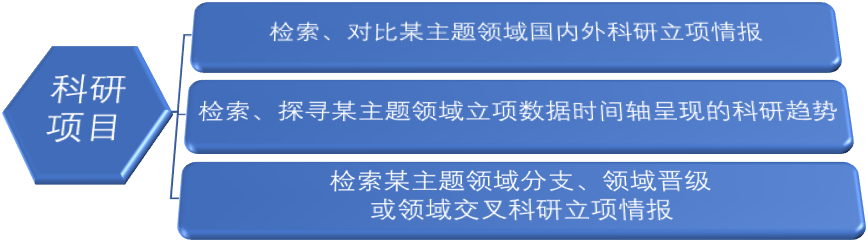 科研
项目
检索、对比某主题领域国内外科研立项情报
检索、探寻某主题领域立项数据时间轴呈现的科研趋势
检索某主题领域分支、领域晋级
或领域交叉科研立项情报